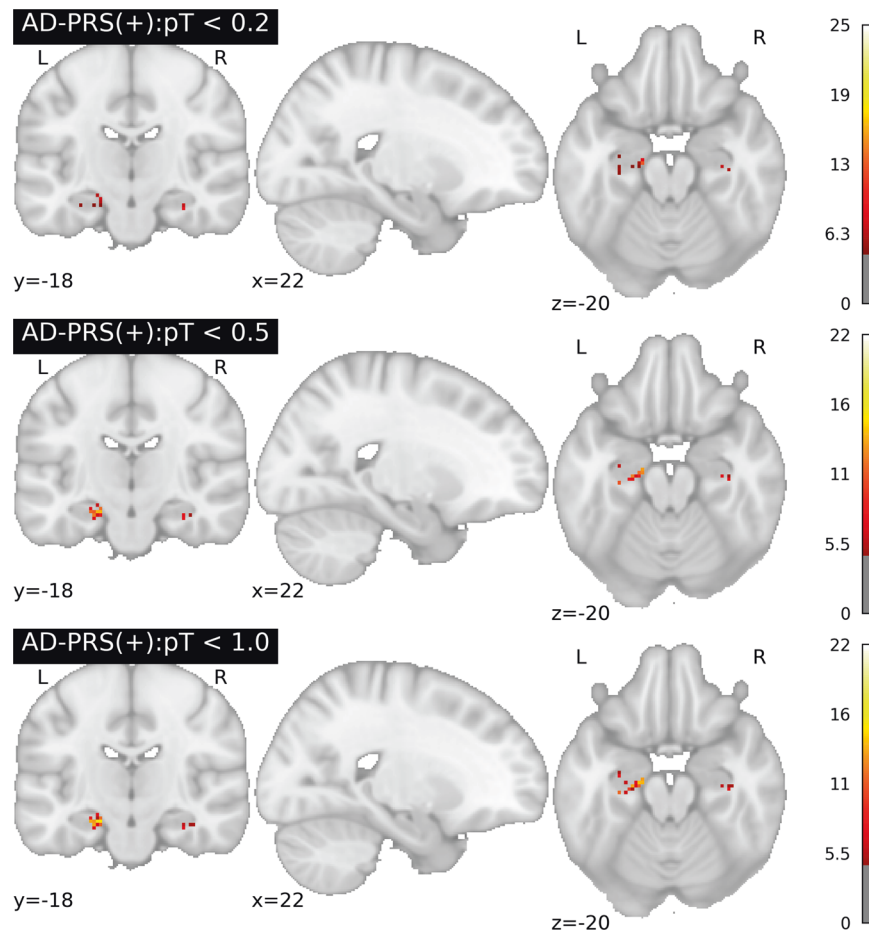 AD-PRS(+):pT < 0.2
L R
L R
y=-18
x=22
z=-20
25
19
13
6.3
0
AD-PRS(+):pT < 0.5
L R
L R
y=-18
x=22
z=-20
22
16
11
5.5
0
AD-PRS(+):pT < 1.0
L R
L R
y=-18
x=22
z=-20
22
16
11
5.5
0